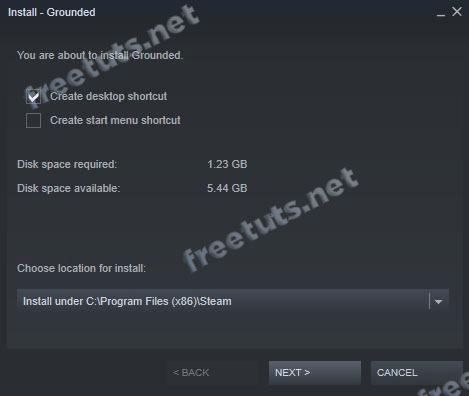 Install - Grounded
You are about to install Grounded.
freetuts.net
Create desktop shortcut
Create start menu shortcut
Disk space required: 1.23 GB
Disk space available: 5.44 GB
freetuts.net
Choose location for install:
Install under C:\Program Files (x86)\Steam
< BACK NEXT > CANCEL
freetuts.net